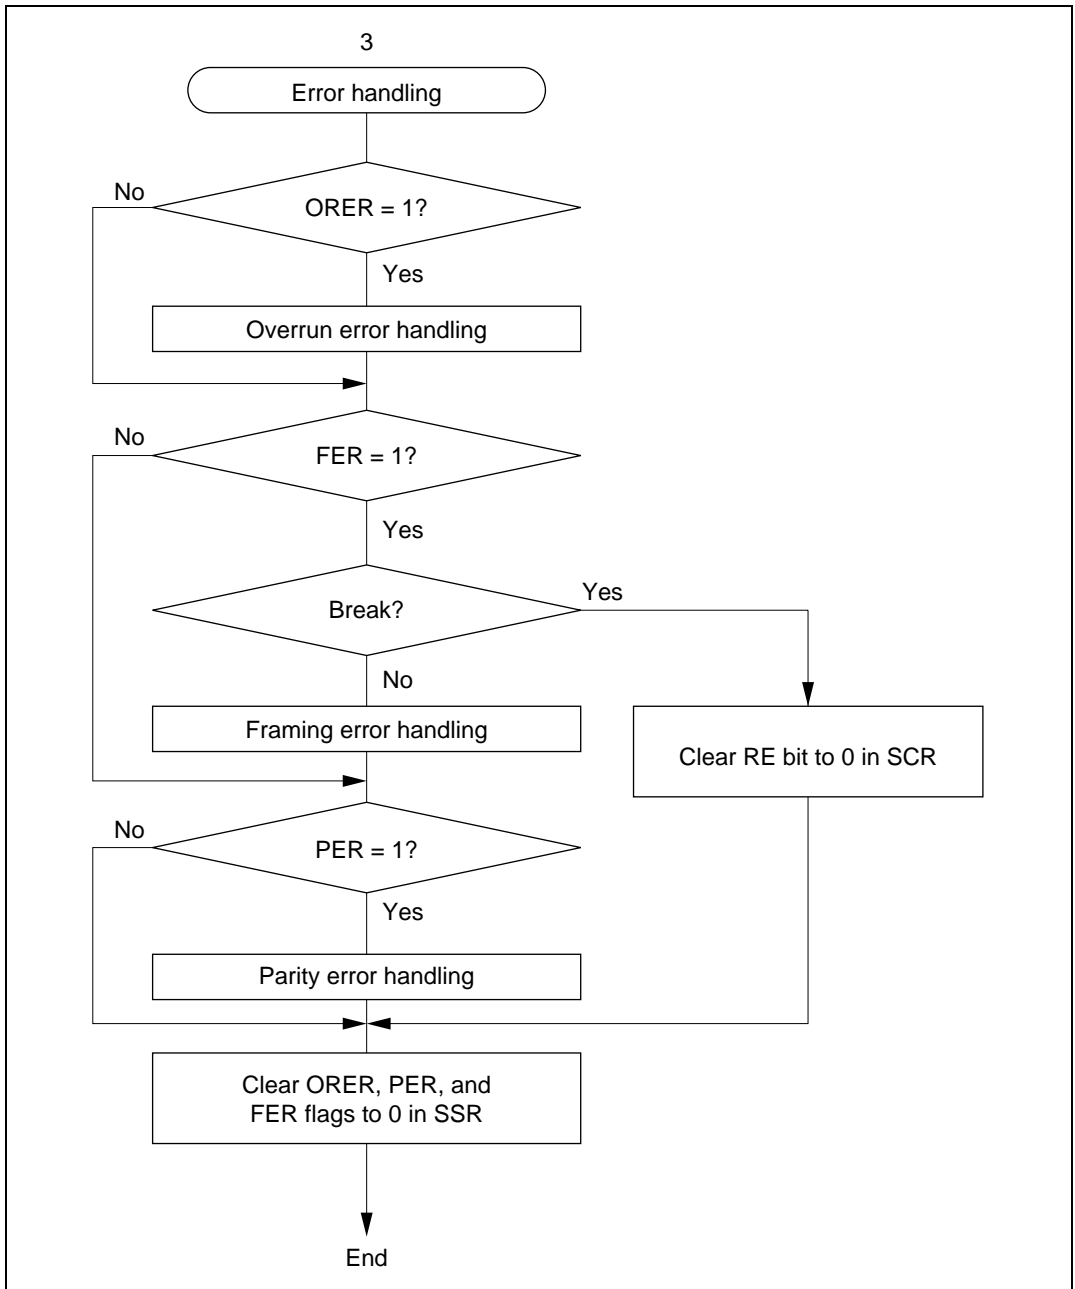 3
Error handling
No
ORER = 1?
Yes
Overrun error handling
No
FER = 1?
Yes
Break?
Yes
No
Framing error handling
Clear RE bit to 0 in SCR
No
PER = 1?
Yes
Parity error handling
Clear ORER, PER, and
FER flags to 0 in SSR
End